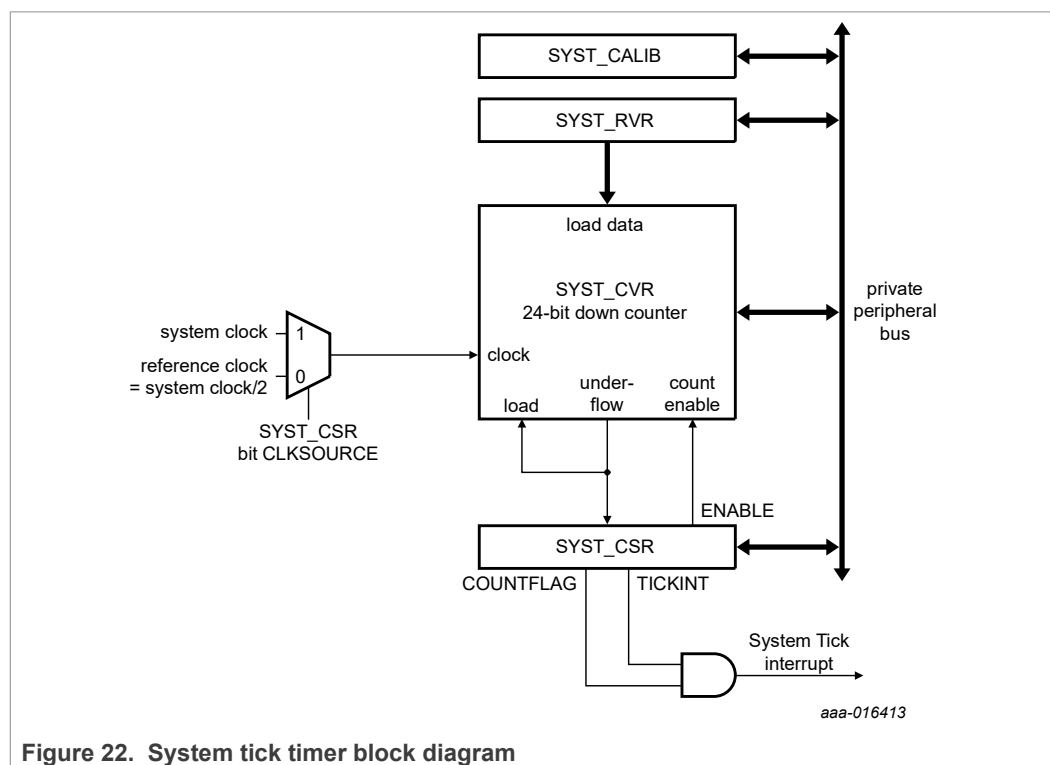 SYST_CALIB
SYST_RVR
load data
SYST_CVR
24-bit down counter
private
peripheral
bus
system clock
1
reference clock
= system clock/2
0
clock
load
under-
flow
count
enable
SYST_CSR
bit CLKSOURCE
ENABLE
SYST_CSR
COUNTFLAG
TICKINT
System Tick
interrupt
aaa-016413
Figure 22. System tick timer block diagram